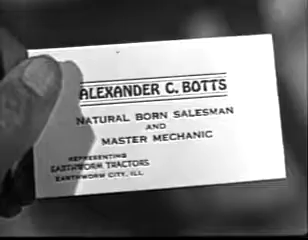 ALEXANDER C. BOTTS
NATURAL BORN SALESMAN
AND
MASTER MECHANIC
REPRESENTING
EARTHWORM TRACTORS
EARTHWORM CITY, ILL